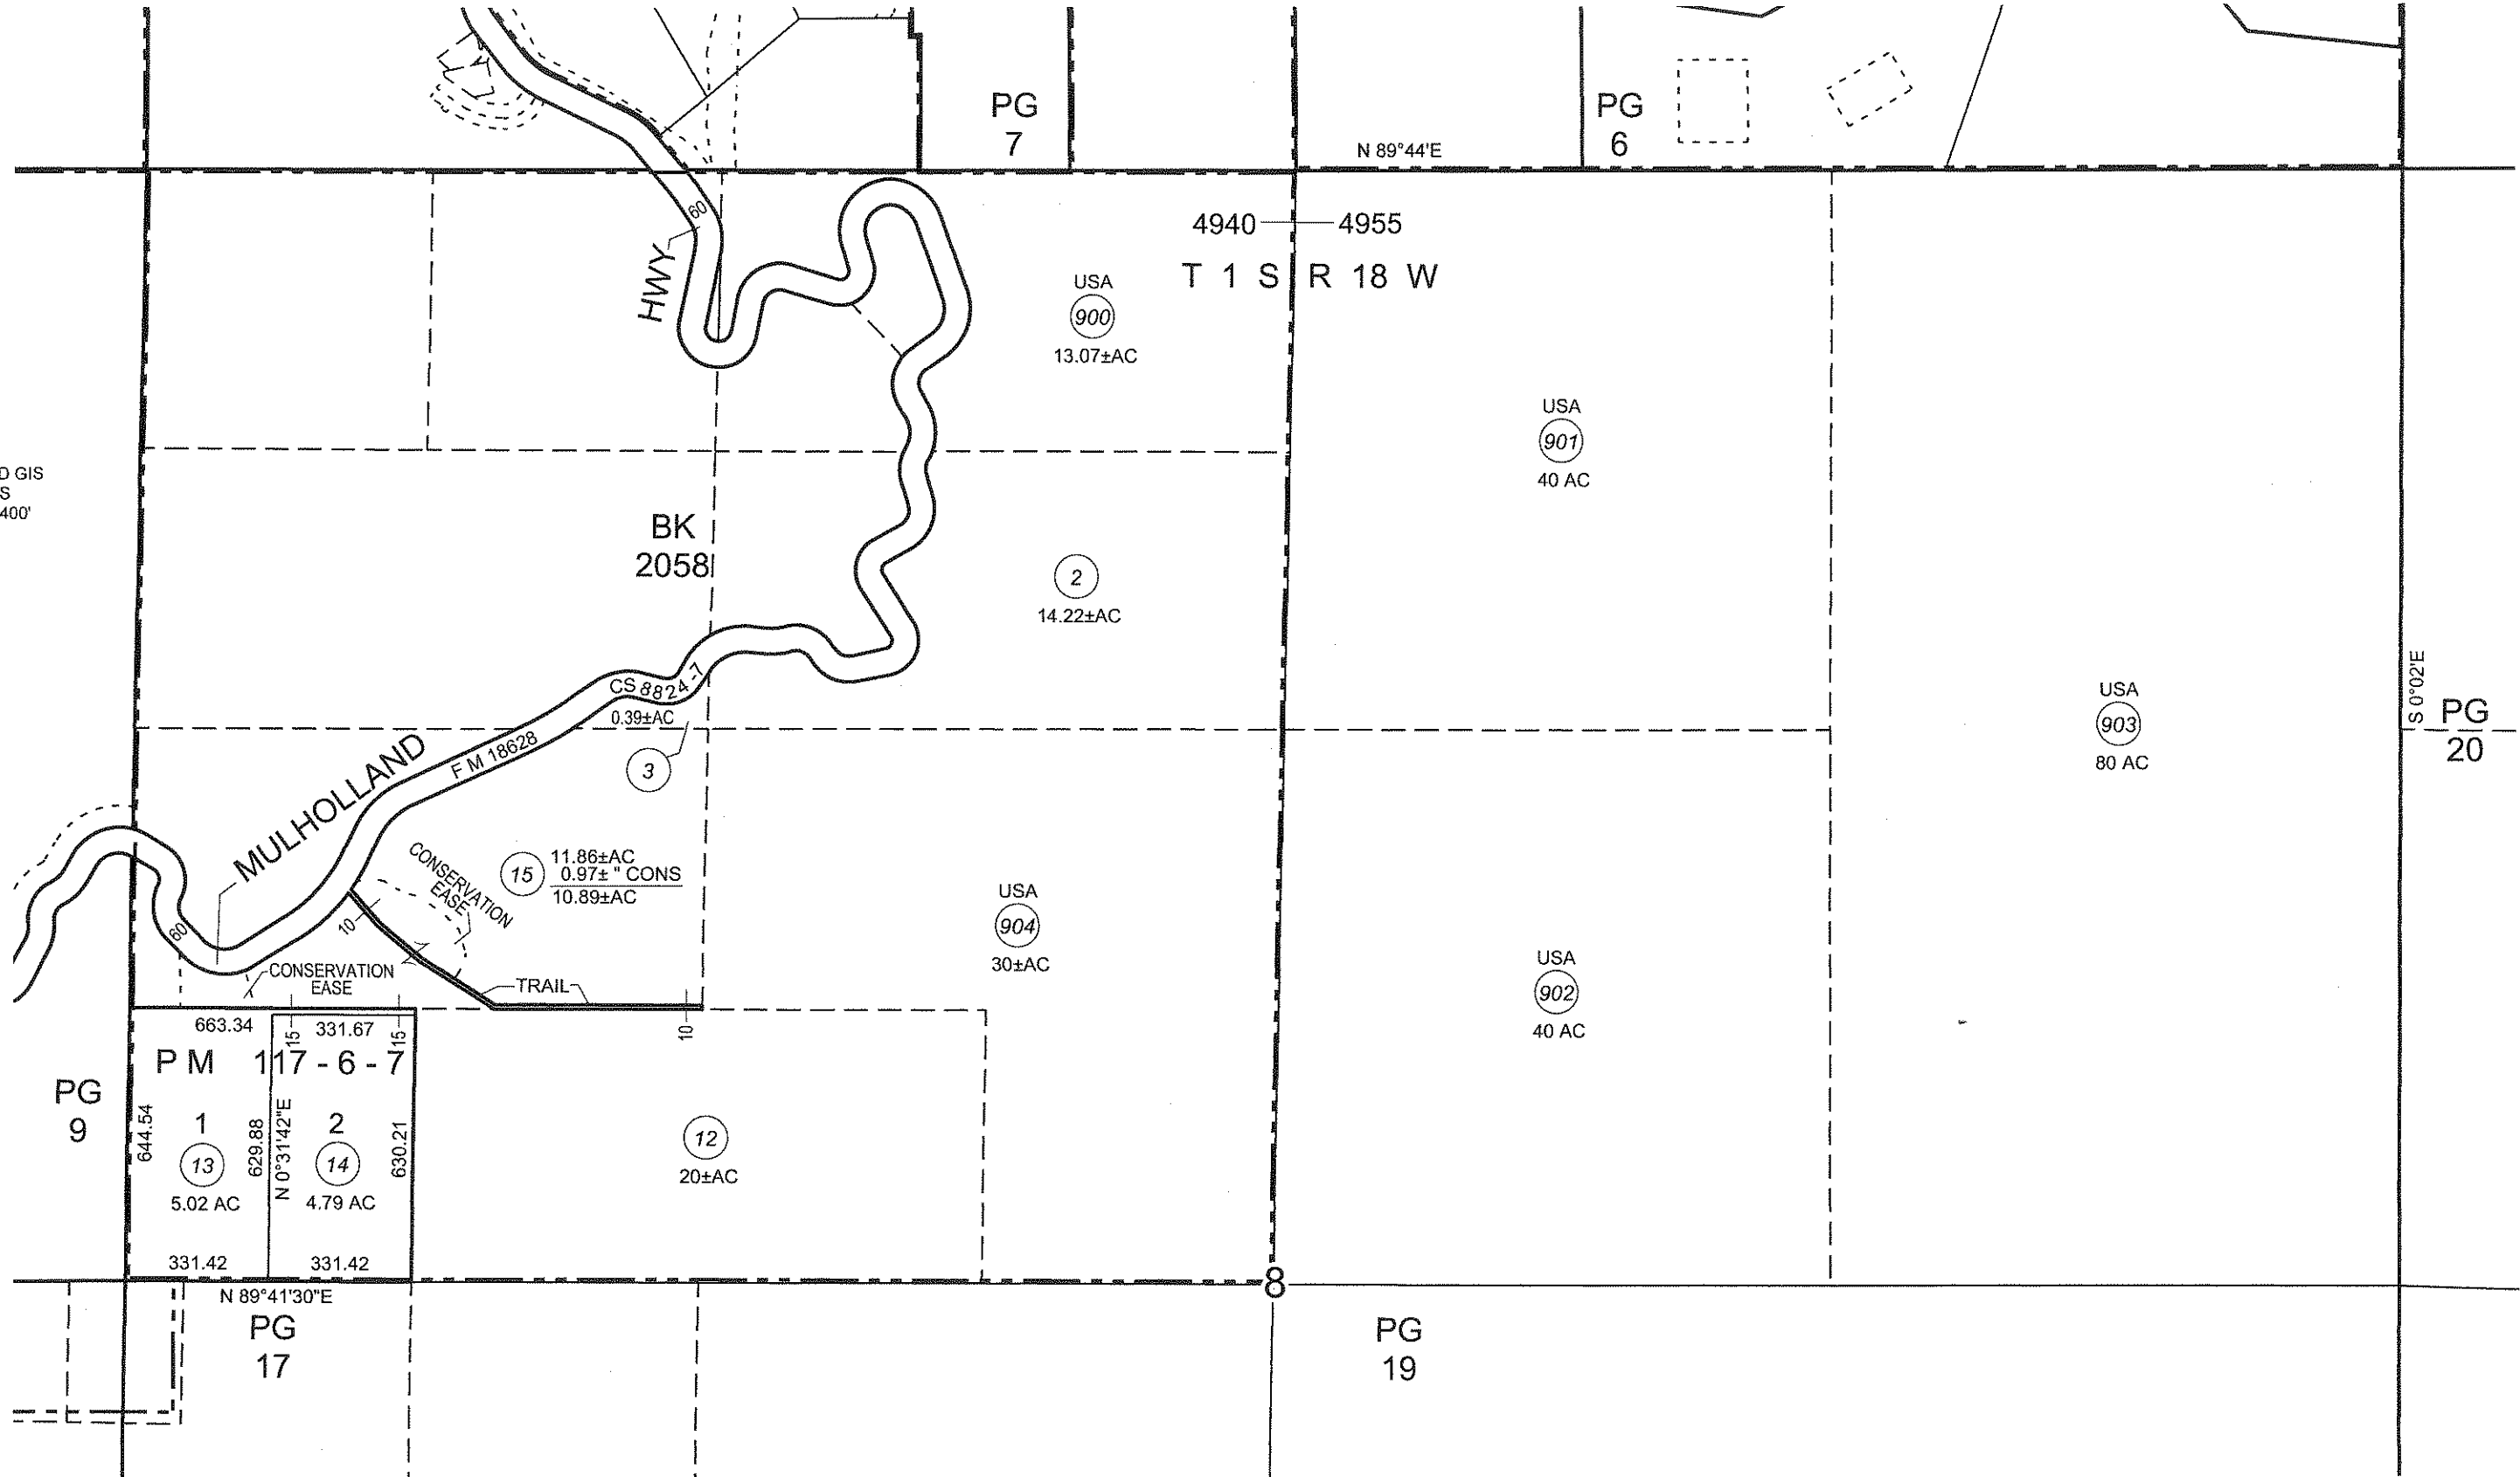 PG
7
PG
6
N 89°44'E
60
HWY
4940 4955
T 1 S R 18 W
USA
900
13.07±AC
USA
901
40 AC
D GIS
S
400'
BK
2058
2
14.22±AC
CS 8824-7
0.39±AC
F M 18628
3
MULHOLLAND
USA
903
80 AC
S 0°02'E
PG
20
15
11.86±AC
0.97± " CONS
10.89±AC
CONSERVATION
EASE
10
60
CONSERVATION
EASE
TRAIL
10
USA
904
30±AC
USA
902
40 AC
663.34
331.67
15
15
P M 117 - 6 - 7
PG
9
644.54
1
13
5.02 AC
629.88
N 0°31'42"E
2
14
4.79 AC
630.21
12
20±AC
331.42
331.42
8
N 89°41'30"E
PG
17
PG
19